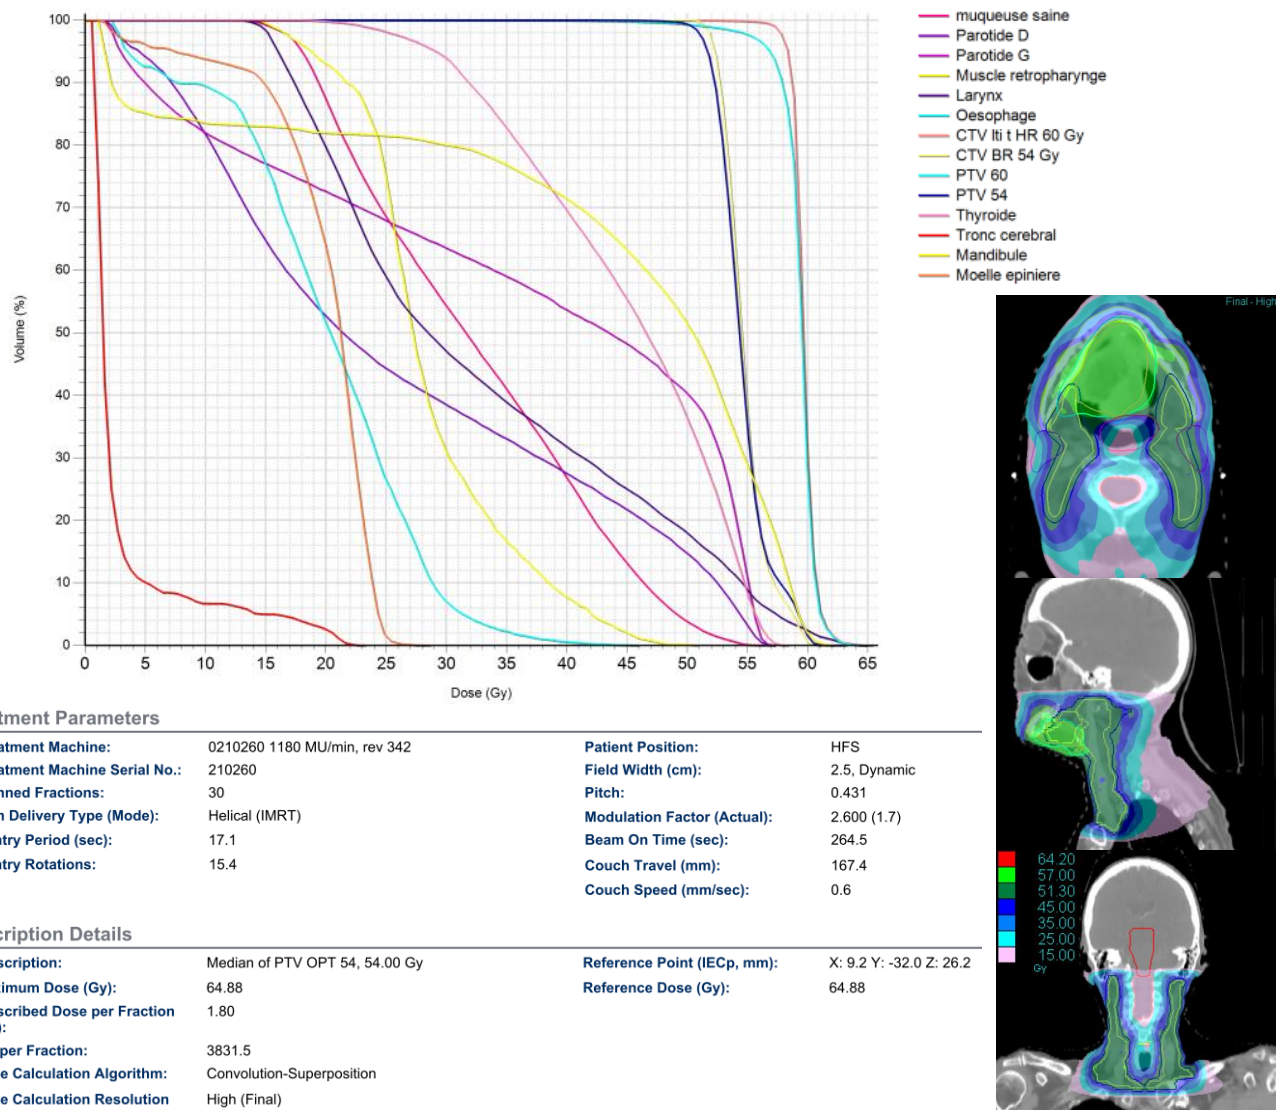 100
90
80
70
60
50
40
30
20
10
0
Volume (%)
0 5 10 15 20 25 30 35 40 45 50 55 60 65
Dose (Gy)
muqueuse saine
Parotide D
Parotide G
Muscle retropharynge
Larynx
Oesophage
CTV lti t HR 60 Gy
CTV BR 54 Gy
PTV 60
PTV 54
Thyroide
Tronc cerebral
Mandibule
Moelle epiniere
Final - High
64.20
57.00
51.30
45.00
35.00
25.00
15.00
Gy
tment Parameters
atment Machine: 0210260 1180 MU/min, rev 342 Patient Position: HFS
atment Machine Serial No.: 210260 Field Width (cm): 2.5, Dynamic
nned Fractions: 30 Pitch: 0.431
n Delivery Type (Mode): Helical (IMRT) Modulation Factor (Actual): 2.600 (1.7)
ntry Period (sec): 17.1 Beam On Time (sec): 264.5
ntry Rotations: 15.4 Couch Travel (mm): 167.4
Couch Speed (mm/sec): 0.6
cription Details
scription: Median of PTV OPT 54, 54.00 Gy Reference Point (IECp, mm): X: 9.2 Y: -32.0 Z: 26.2
ximum Dose (Gy): 64.88 Reference Dose (Gy): 64.88
scribed Dose per Fraction 1.80
):
per Fraction: 3831.5
e Calculation Algorithm: Convolution-Superposition
e Calculation Resolution High (Final)